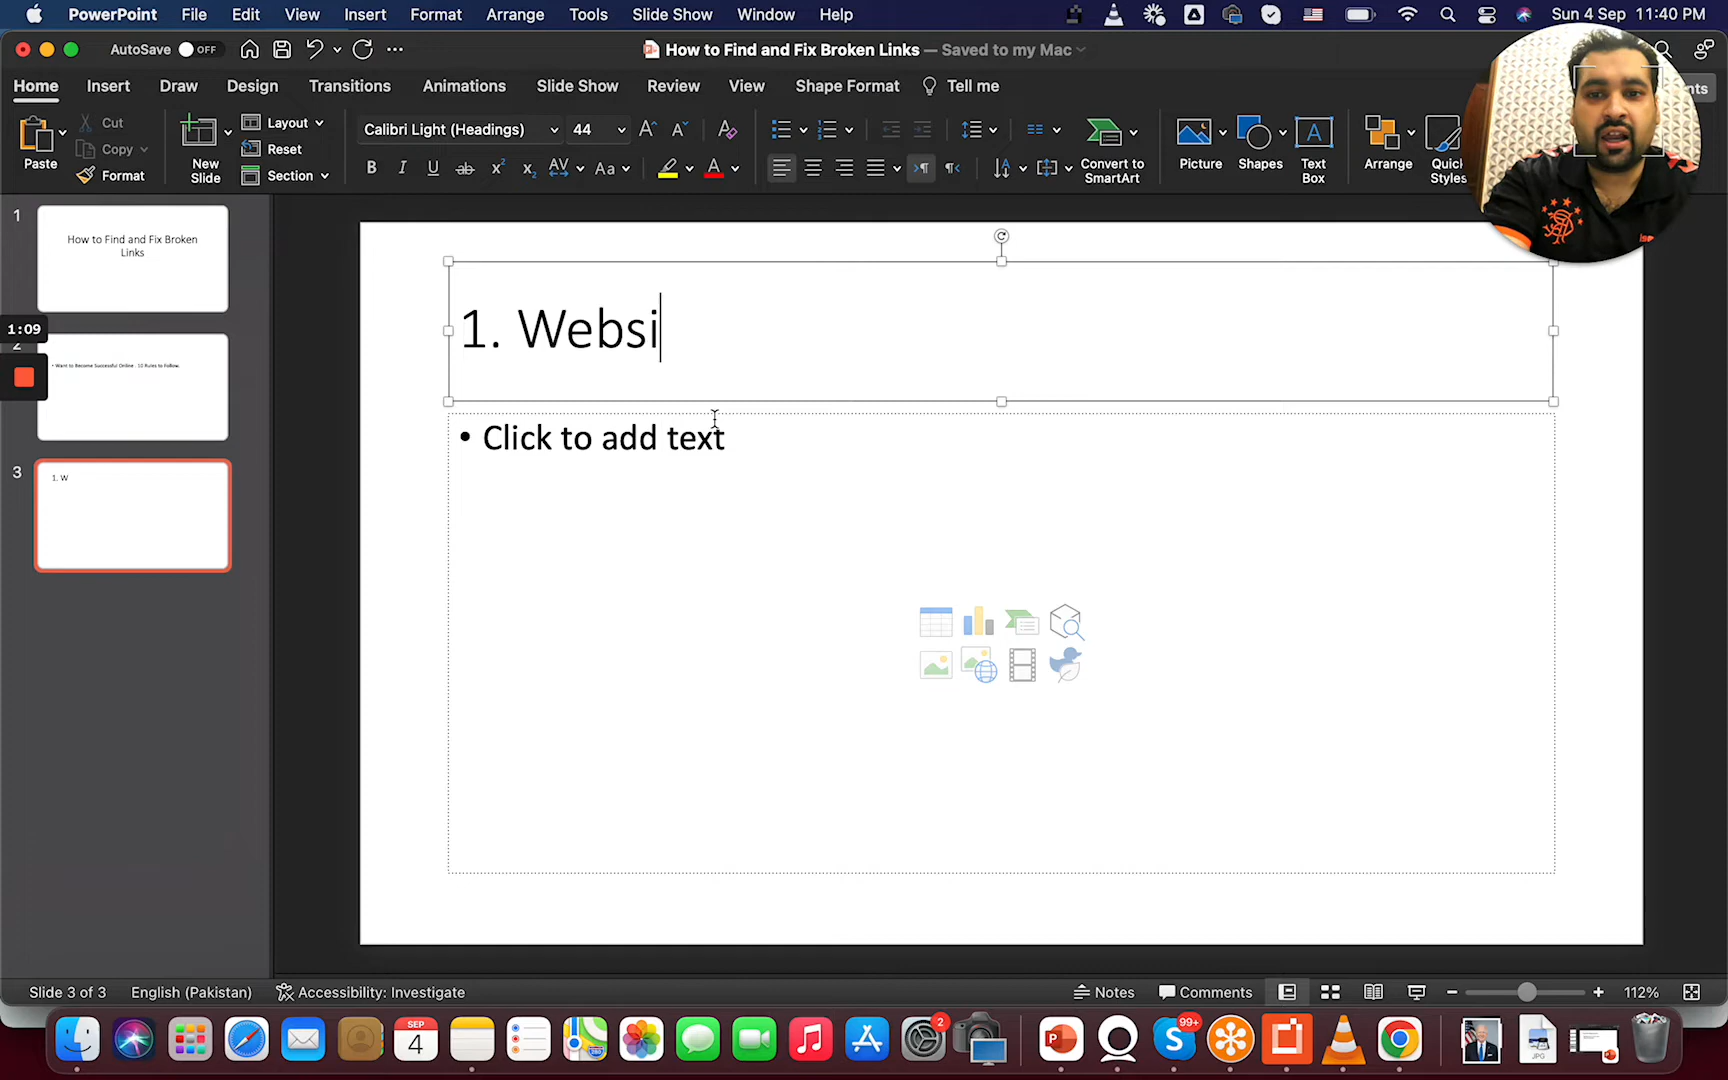 PowerPoint File Edit View Insert Format Arrange Tools Slide Show Window Help Sun 4 Sep 11:40 PM
AutoSave OFF How to Find and Fix Broken Links — Saved to my Mac
Home Insert Draw Design Transitions Animations Slide Show Review View Shape Format Tell me
Paste
Cut
Copy
Format
New
Slide
Layout
Reset
Section
Calibri Light (Headings) 44
Convert to
SmartArt
Picture
Shapes
Text
Box
Arrange
Quick
Styles
1
How to Find and Fix Broken
Links
1:09
2
• Want to Become Successful Online : 10 Rules to Follow.
3
1. W
1. Websi
• Click to add text
Slide 3 of 3 English (Pakistan) Accessibility: Investigate Notes Comments 112%
SEP
4
2
99+
JPG